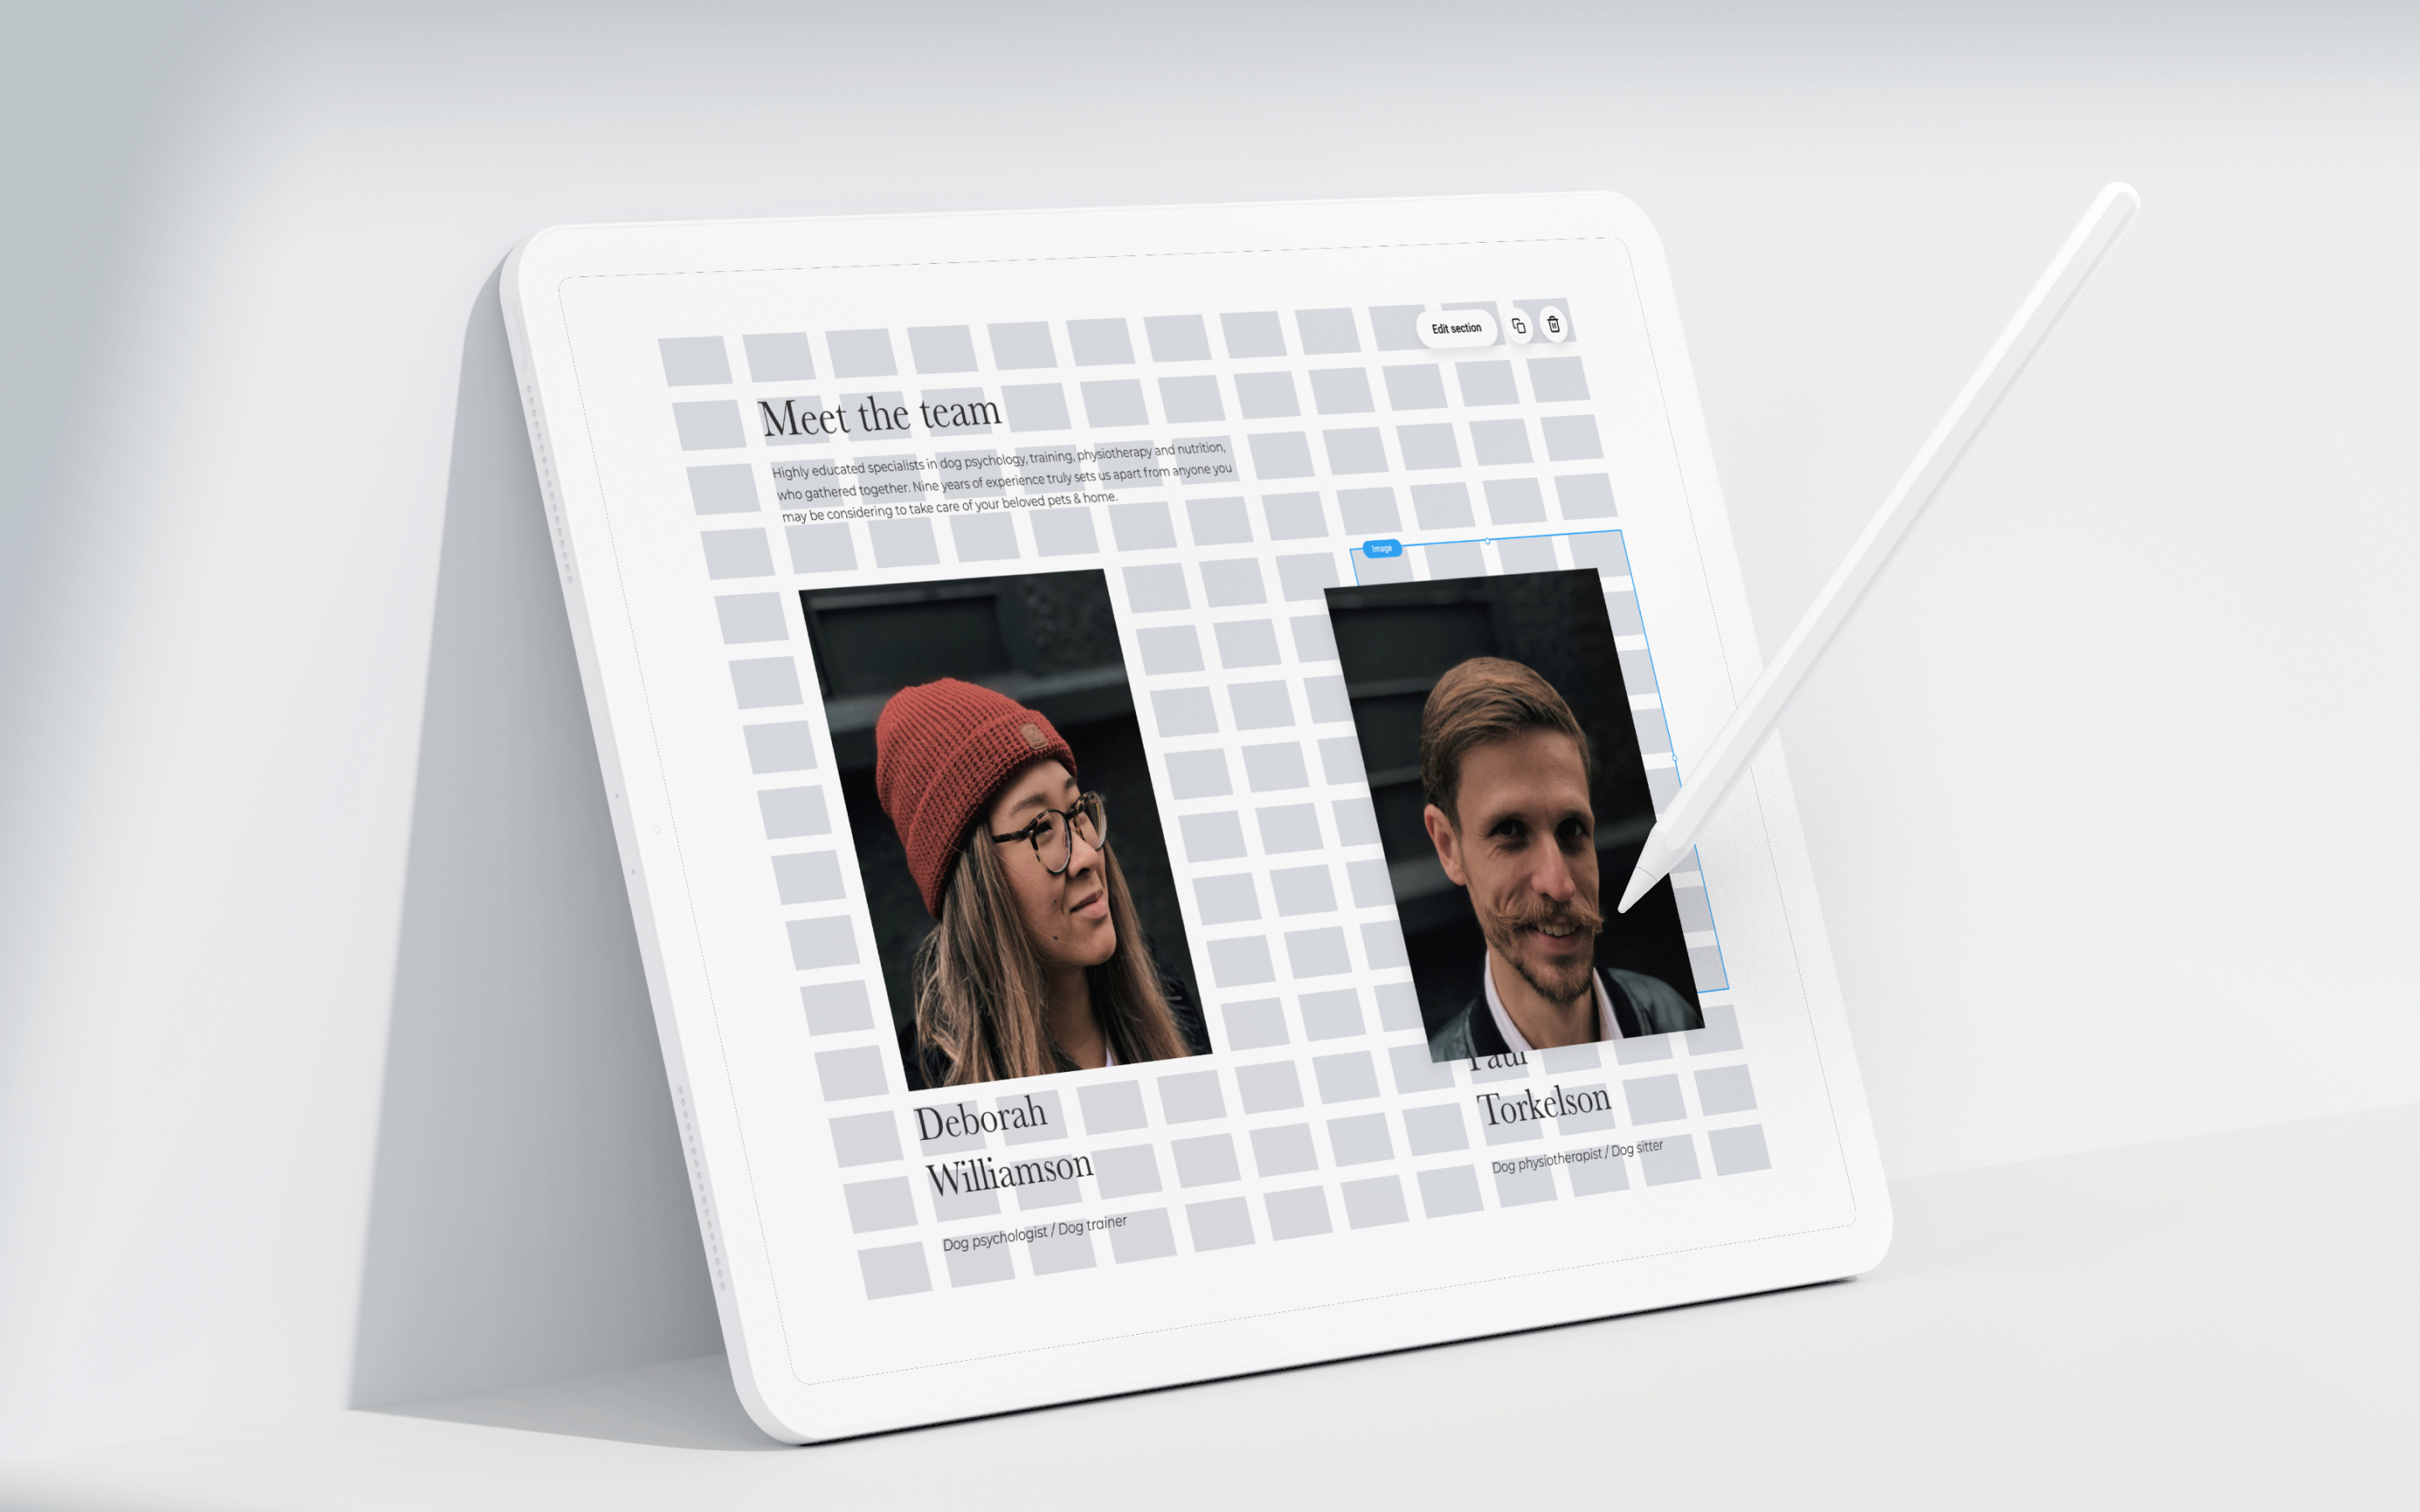 Edit section
Meet the team
Highly educated specialists in dog psychology, training, physiotherapy and nutrition,
who gathered together. Nine years of experience truly sets us apart from anyone you
may be considering to take care of your beloved pets & home.
Image
Deborah
Williamson
Dog psychologist / Dog trainer
Paul
Torkelson
Dog physiotherapist / Dog sitter